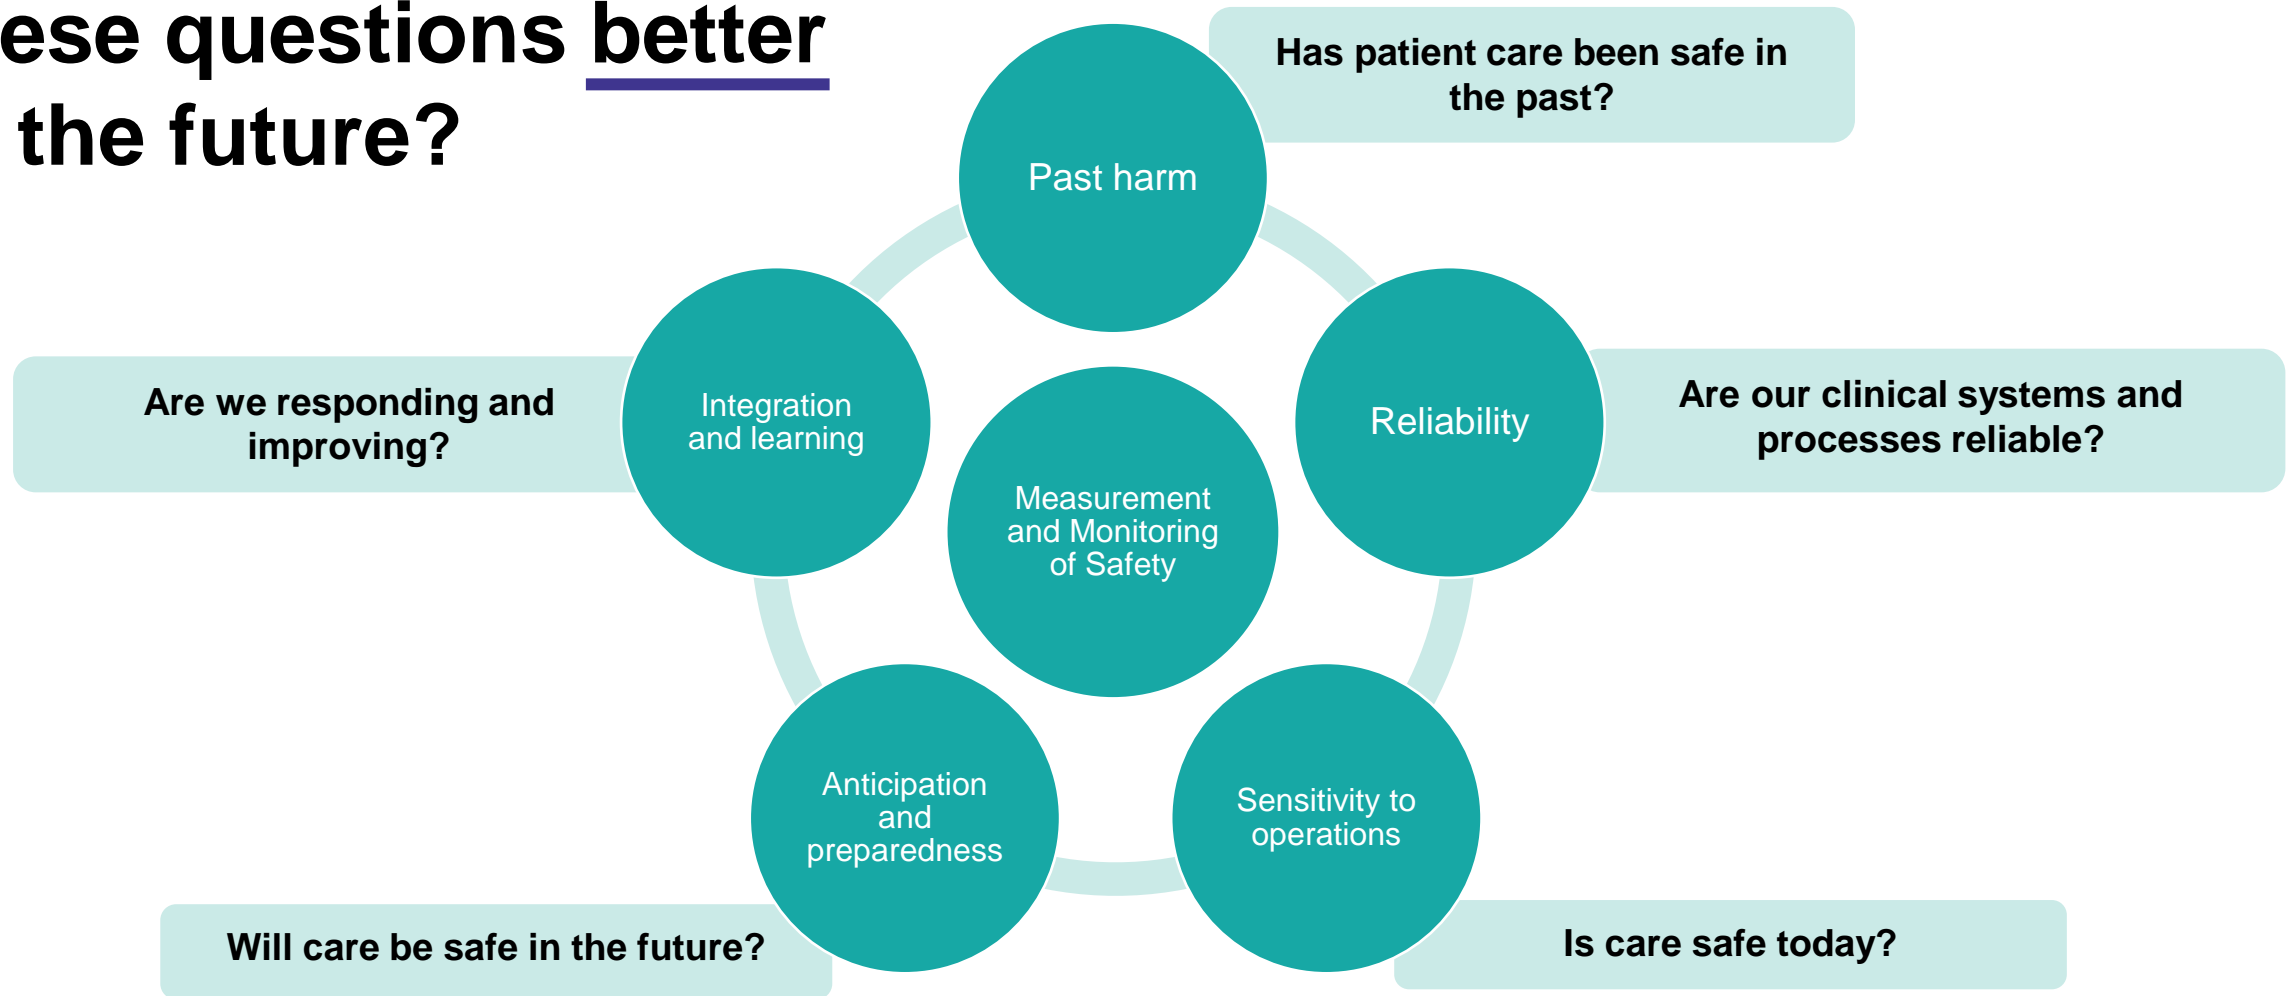 ese questions better
the future?
Has patient care been safe in
the past?
Past harm
Are we responding and
improving?
Integration
and learning
Reliability
Are our clinical systems and
processes reliable?
Measurement
and Monitoring
of Safety
Anticipation
and
preparedness
Sensitivity to
operations
Will care be safe in the future?
Is care safe today?